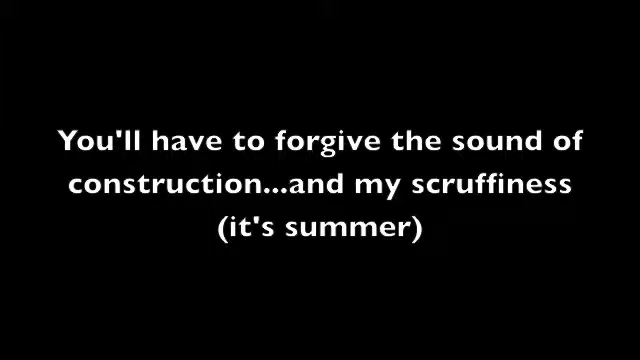 You'll have to forgive the sound of
construction...and my scruffiness
(it's summer)